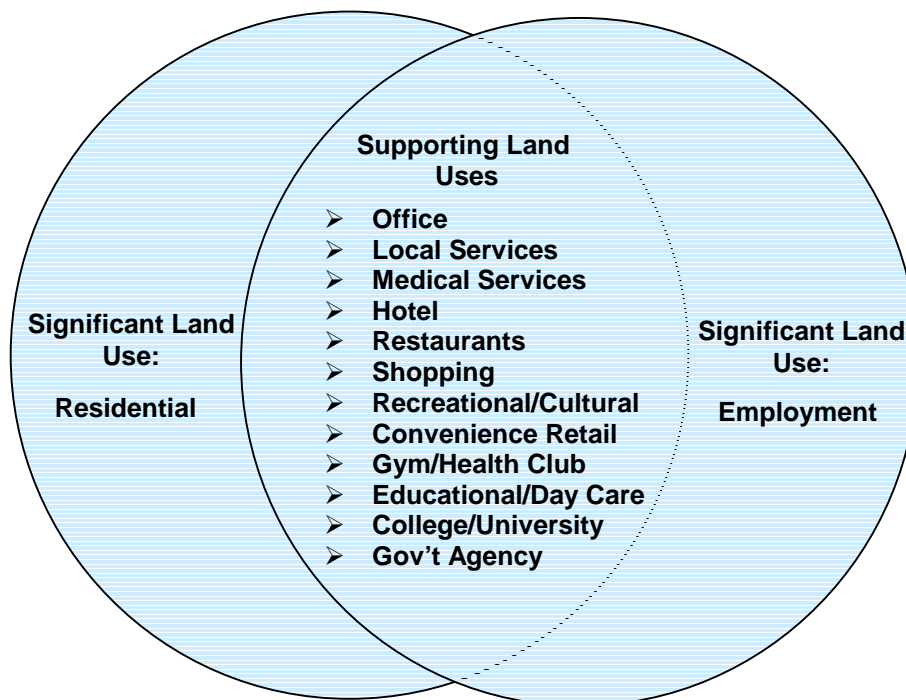 Supporting Land
Uses
➢ Office
➢ Local Services
➢ Medical Services
➢ Hotel
➢ Restaurants
➢ Shopping
➢ Recreational/Cultural
➢ Convenience Retail
➢ Gym/Health Club
➢ Educational/Day Care
➢ College/University
➢ Gov’t Agency
Significant Land
Use:
Residential
Significant Land
Use:
Employment